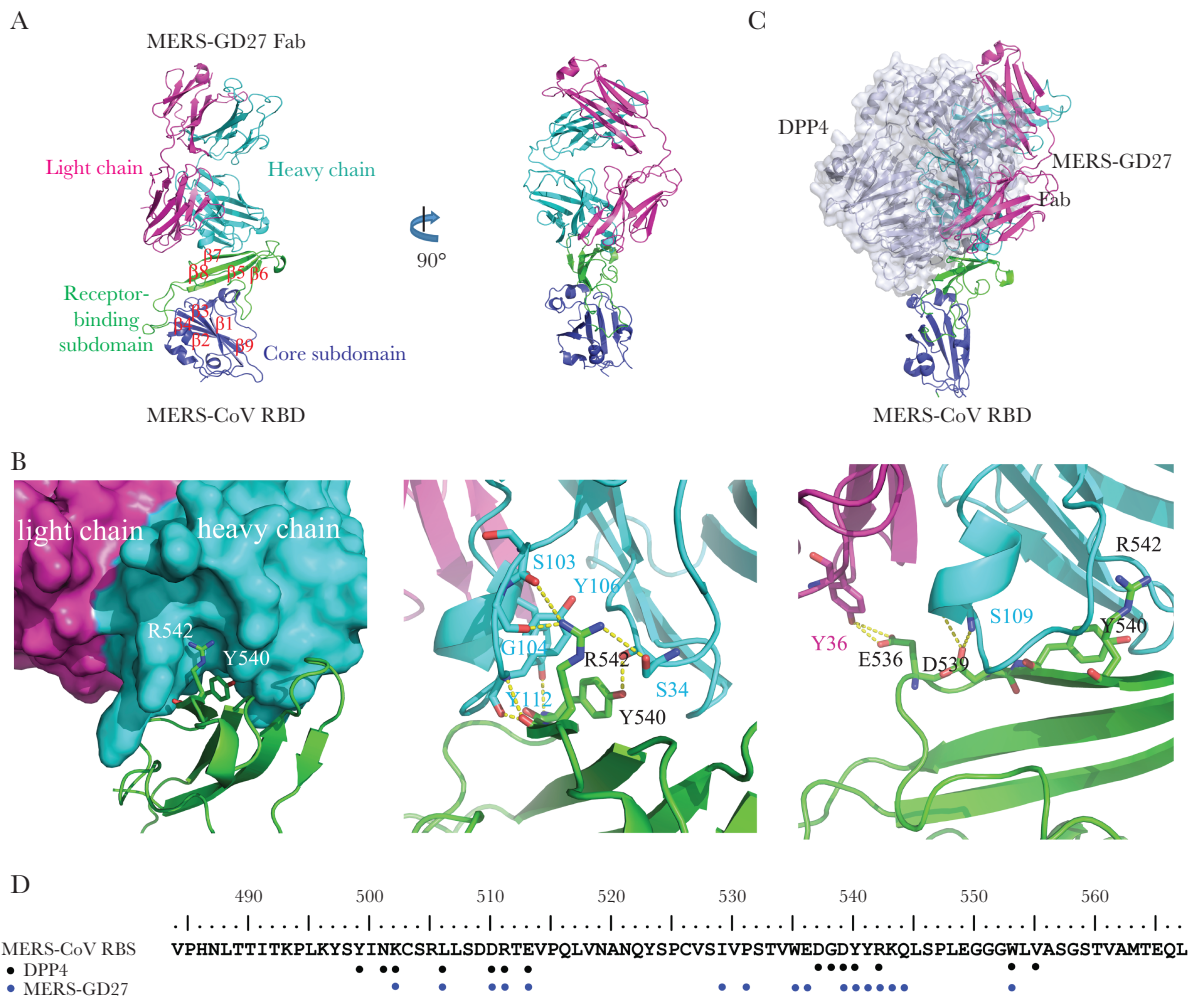 A
MERS-GD27 Fab
Light chain
Heavy chain
β7
β8
β5
β6
Receptor-
binding
subdomain
β3
β4
β1
β2
β9
Core subdomain
MERS-CoV RBD
90°
C
DPP4
MERS-GD27
Fab
MERS-CoV RBD
B
light chain
heavy chain
R542
Y540
S103
Y106
G104
R542
S34
Y112
Y540
R542
S109
Y540
Y36
E536
D539
D
490 500 510 520 530 540 550 560
MERS-CoV RBS VPHNLTTITKPLKYSYINKCSRLLSDDRTEVPQLVNANQYSPCVSIVPSTVWEDGDYYRKQLSPLEGGGWLVASGSTVAMTEQL
DPP4
MERS-GD27